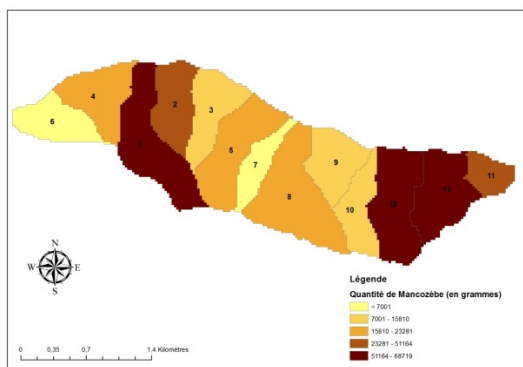 4
2
3
6
1
5
7
9
8
10
12
13
11
N
W E
S
Légende
Quantité de Mancozèbe (en grammes)
< 7001
7001 - 15810
15810 - 23281
23281 - 51164
51164 - 68719
0 0,35 0,7 1,4 Kilomètres